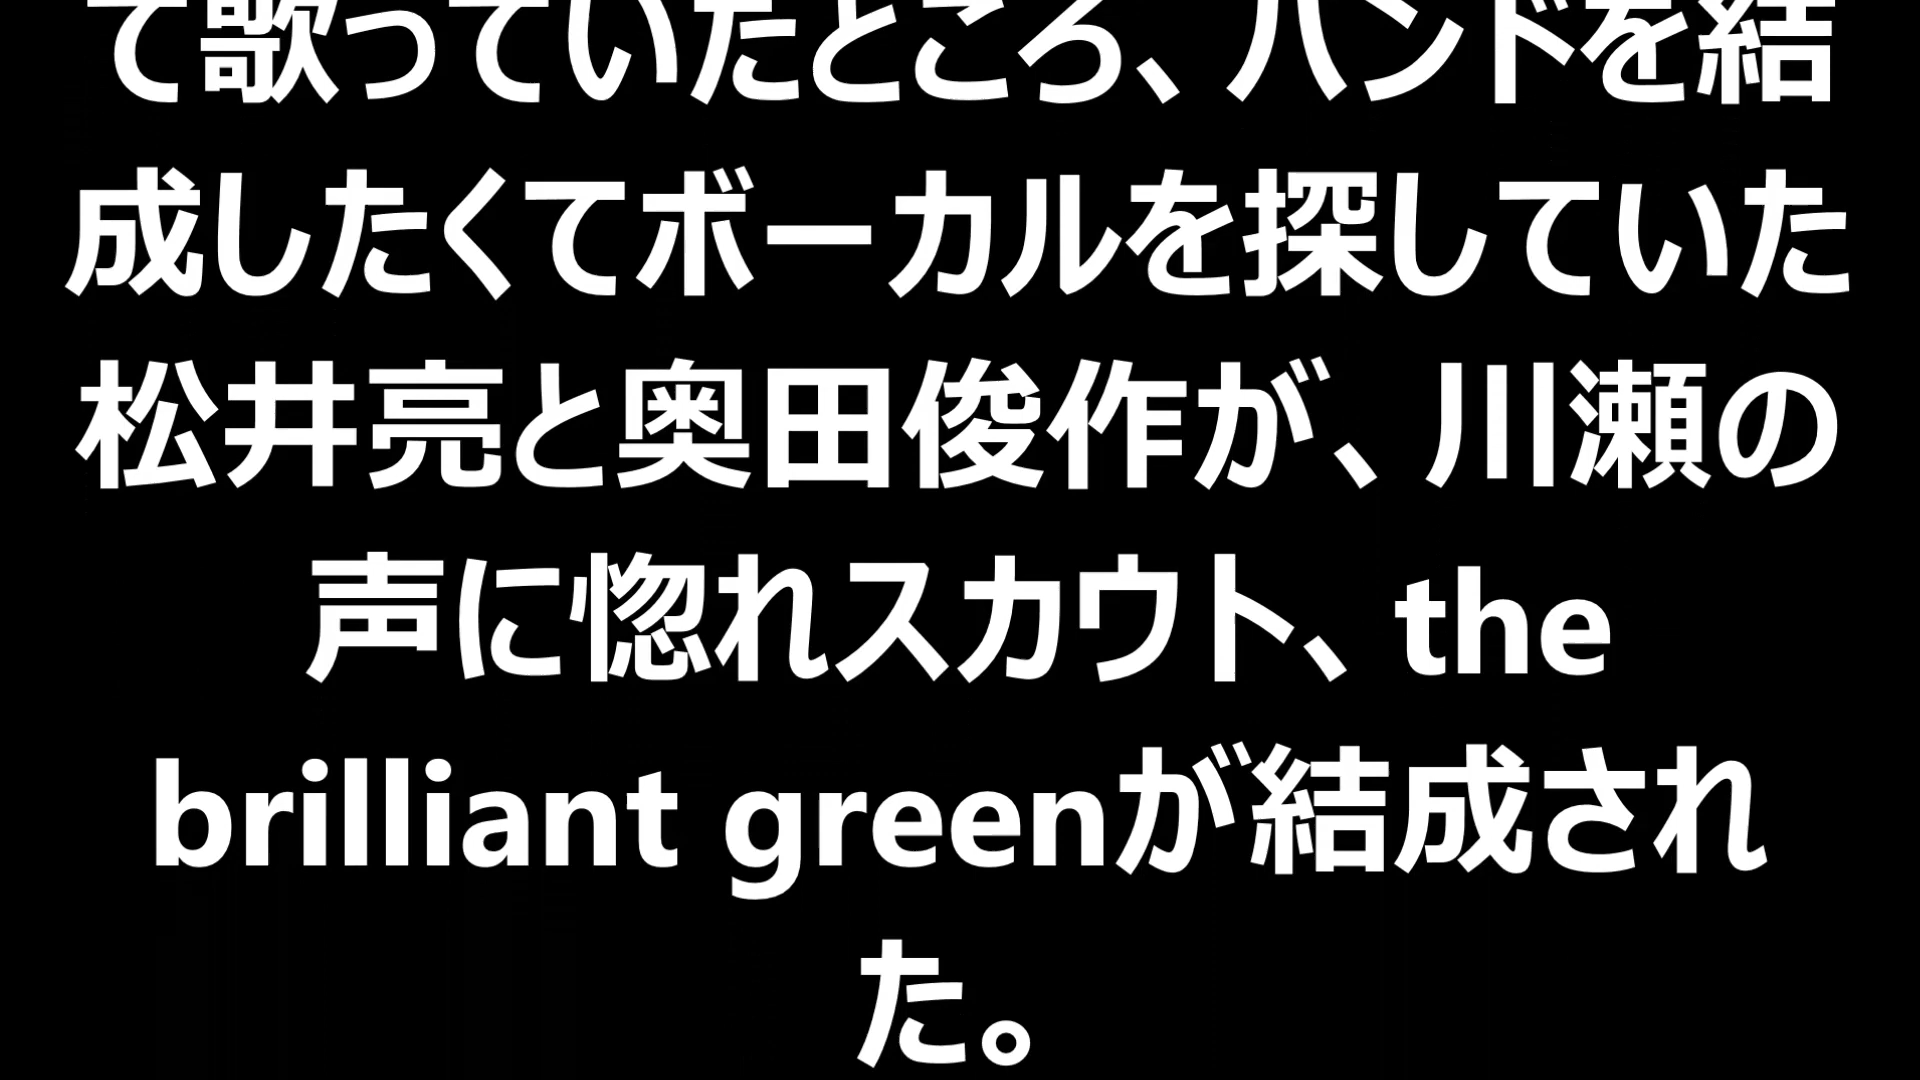 て歌っていたところ、バンドを結
成したくてボーカルを探していた
松井亮と奥田俊作が、川瀬の
声に惚れスカウト、the
brilliant greenが結成され
た。